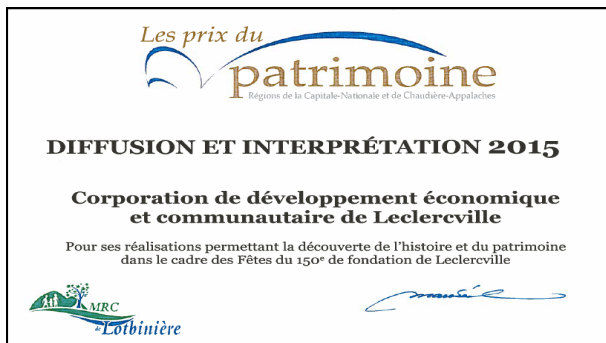 Les prix du
patrimoine
Régions de la Capitale-Nationale et de Chaudière-Appalaches
DIFFUSION ET INTERPRÉTATION 2015
Corporation de développement économique
et communautaire de Leclercville
Pour ses réalisations permettant la découverte de l'histoire et du patrimoine
dans le cadre des Fêtes du 150e de fondation de Leclercville
MRC
de Lotbinière